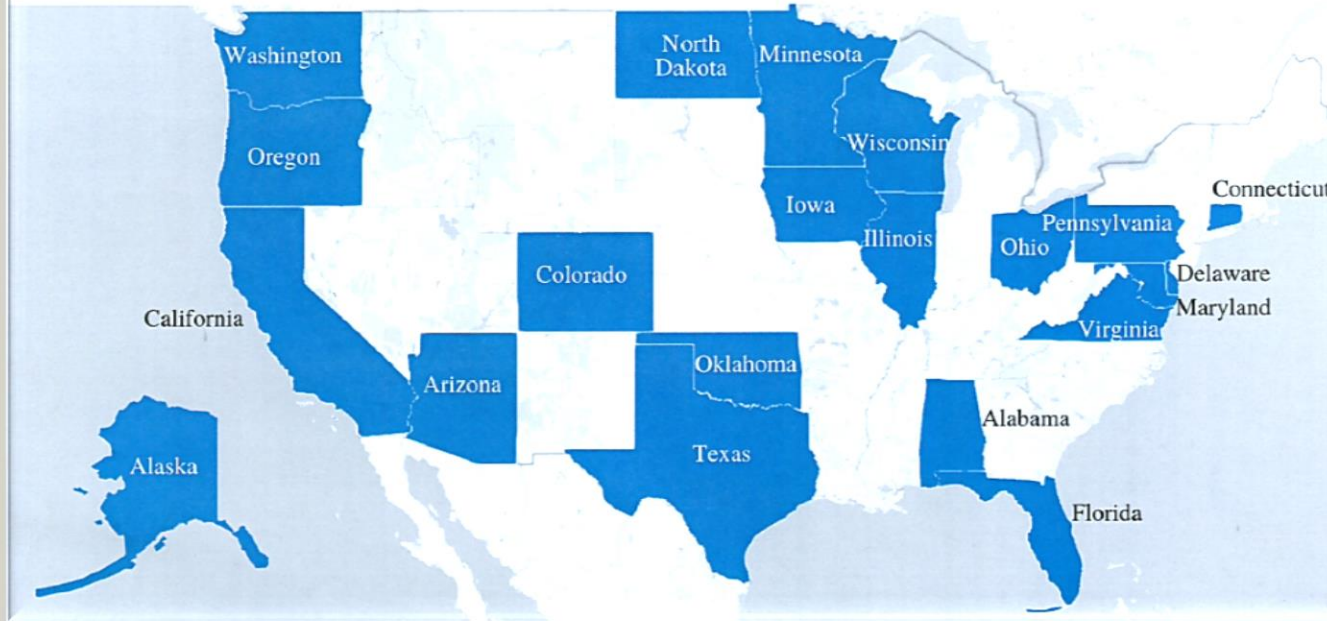 Washington
North
Dakota
Minnesota
Oregon
Wisconsin
Connecticut
Iowa
Pennsylvania
Illinois
Ohio
Colorado
Delaware
Maryland
California
Virginia
Oklahoma
Arizona
Alabama
Texas
Alaska
Florida